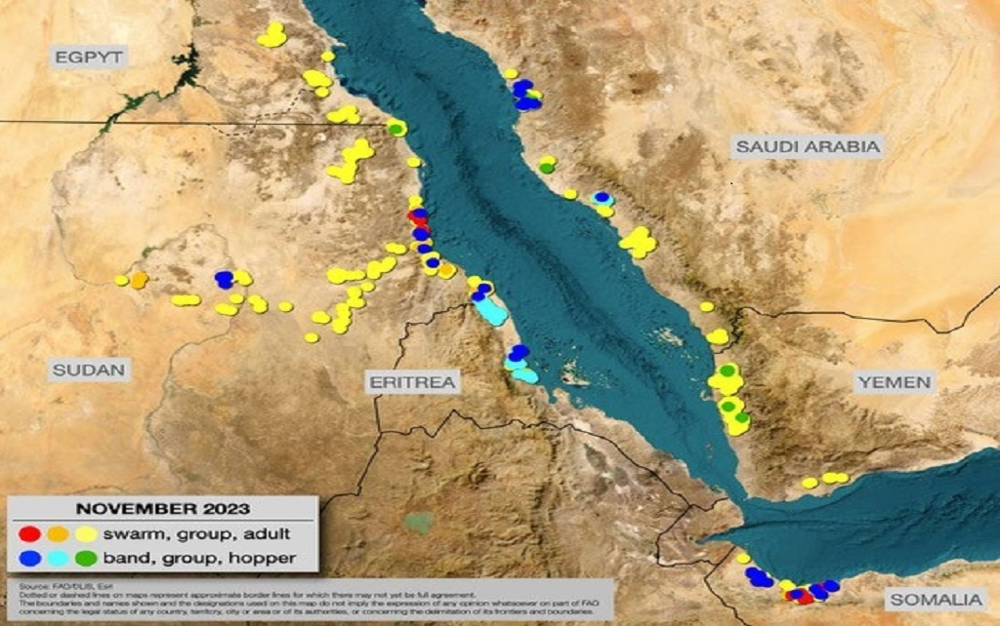 EGPYT
SAUDI ARABIA
SUDAN
ERITREA
YEMEN
NOVEMBER 2023
swarm, group, adult
band, group, hopper
Source: FAO/DLIS, Esri
Dotted or dashed lines on maps represent approximate border lines for which there may not yet be full agreement.
The boundaries and names shown and the designations used on this map do not imply the expression of any opinion whatsoever on part of FAO
concerning the legal status of any country, territory, city or area or of its authorities, or concerning the delimitation of its frontiers and boundaries.
SOMALIA